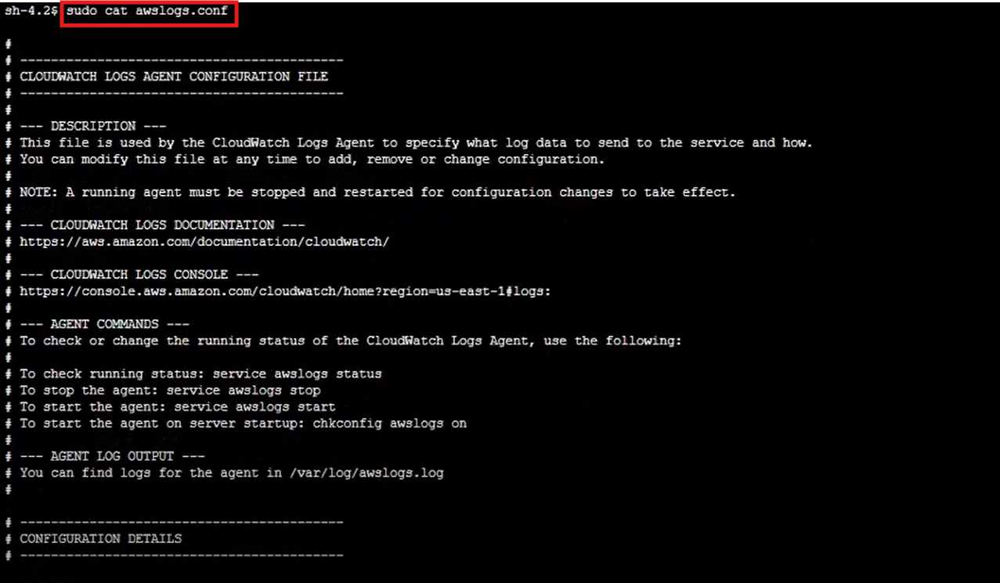 sh-4.2$ sudo cat awslogs.conf
#
# ------------------------------------------
# CLOUDWATCH LOGS AGENT CONFIGURATION FILE
# ------------------------------------------
#
# --- DESCRIPTION ---
# This file is used by the CloudWatch Logs Agent to specify what log data to send to the service and how.
# You can modify this file at any time to add, remove or change configuration.
#
# NOTE: A running agent must be stopped and restarted for configuration changes to take effect.
#
# --- CLOUDWATCH LOGS DOCUMENTATION ---
# https://aws.amazon.com/documentation/cloudwatch/
#
# --- CLOUDWATCH LOGS CONSOLE ---
# https://console.aws.amazon.com/cloudwatch/home?region=us-east-1#logs:
#
# --- AGENT COMMANDS ---
# To check or change the running status of the CloudWatch Logs Agent, use the following:
#
# To check running status: service awslogs status
# To stop the agent: service awslogs stop
# To start the agent: service awslogs start
# To start the agent on server startup: chkconfig awslogs on
#
# --- AGENT LOG OUTPUT ---
# You can find logs for the agent in /var/log/awslogs.log
#
# ------------------------------------------
# CONFIGURATION DETAILS
# ------------------------------------------